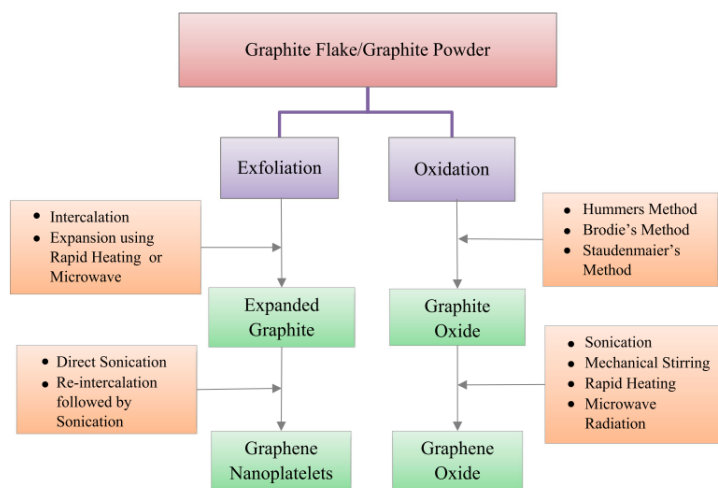 Graphite Flake/Graphite Powder
Exfoliation
Oxidation
● Intercalation
● Expansion using
Rapid Heating or
Microwave
● Hummers Method
● Brodie's Method
● Staudenmaier's
Method
Expanded
Graphite
Graphite
Oxide
● Direct Sonication
● Re-intercalation
followed by
Sonication
● Sonication
● Mechanical Stirring
● Rapid Heating
● Microwave
Radiation
Graphene
Nanoplatelets
Graphene
Oxide